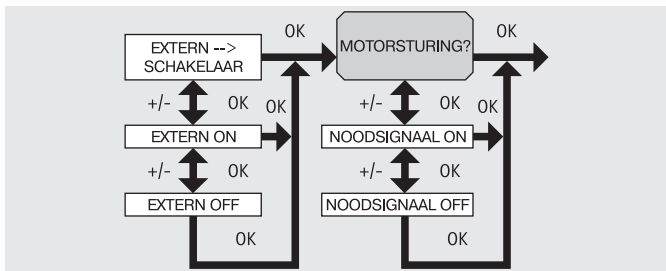 OK
OK
EXTERN -->
SCHAKELAAR
MOTORSTURING?
+/- OK OK
+/- OK OK
EXTERN ON
NOODSIGNAAL ON
+/- OK
+/- OK
EXTERN OFF
NOODSIGNAAL OFF
OK
OK